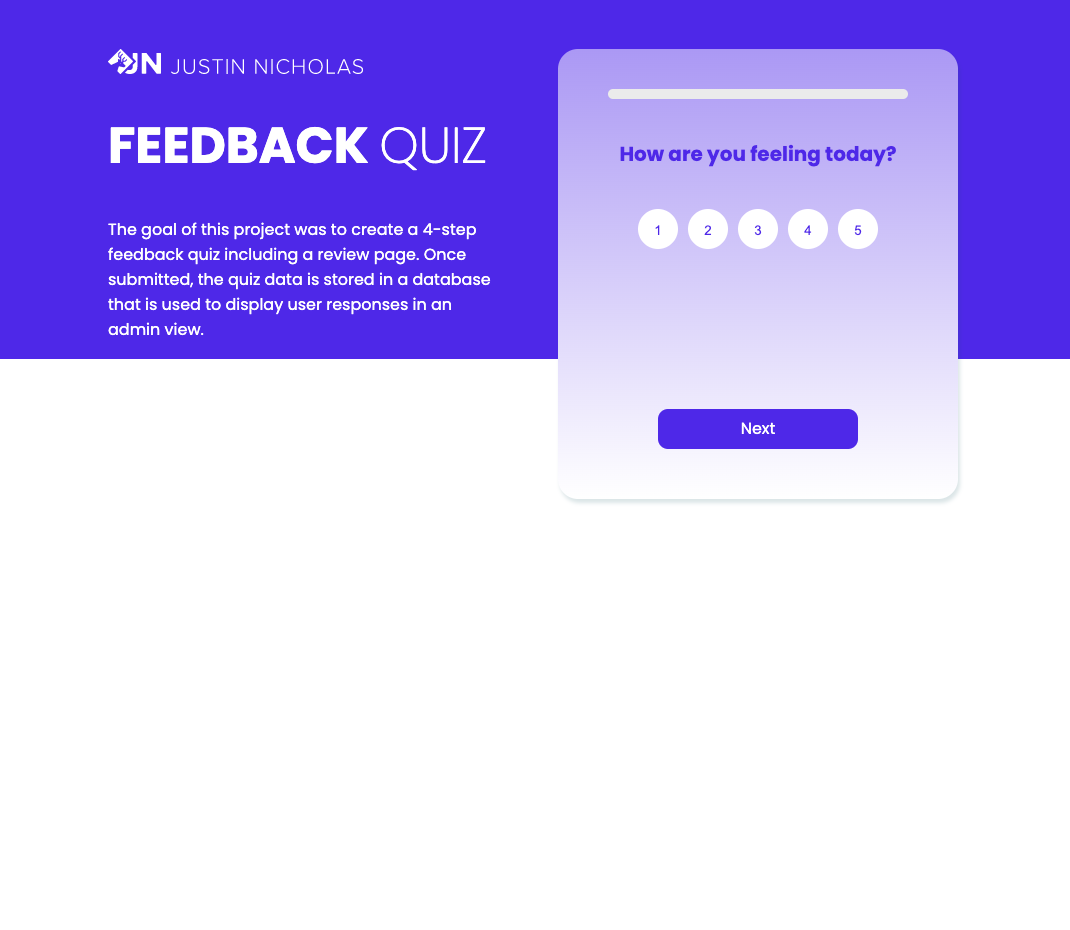 JN JUSTIN NICHOLAS
FEEDBACK QUIZ
The goal of this project was to create a 4-step
feedback quiz including a review page. Once
submitted, the quiz data is stored in a database
that is used to display user responses in an
admin view.
How are you feeling today?
1 2 3 4 5
Next